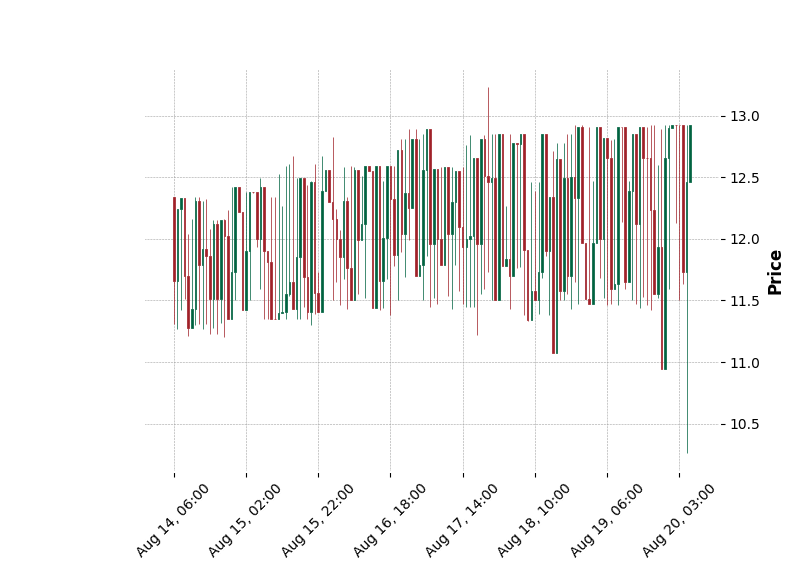 13.0
12.5
12.0
11.5
11.0
10.5
Price
Aug 14, 06:00
Aug 15, 02:00
Aug 15, 22:00
Aug 16, 18:00
Aug 17, 14:00
Aug 18, 10:00
Aug 19, 06:00
Aug 20, 03:00